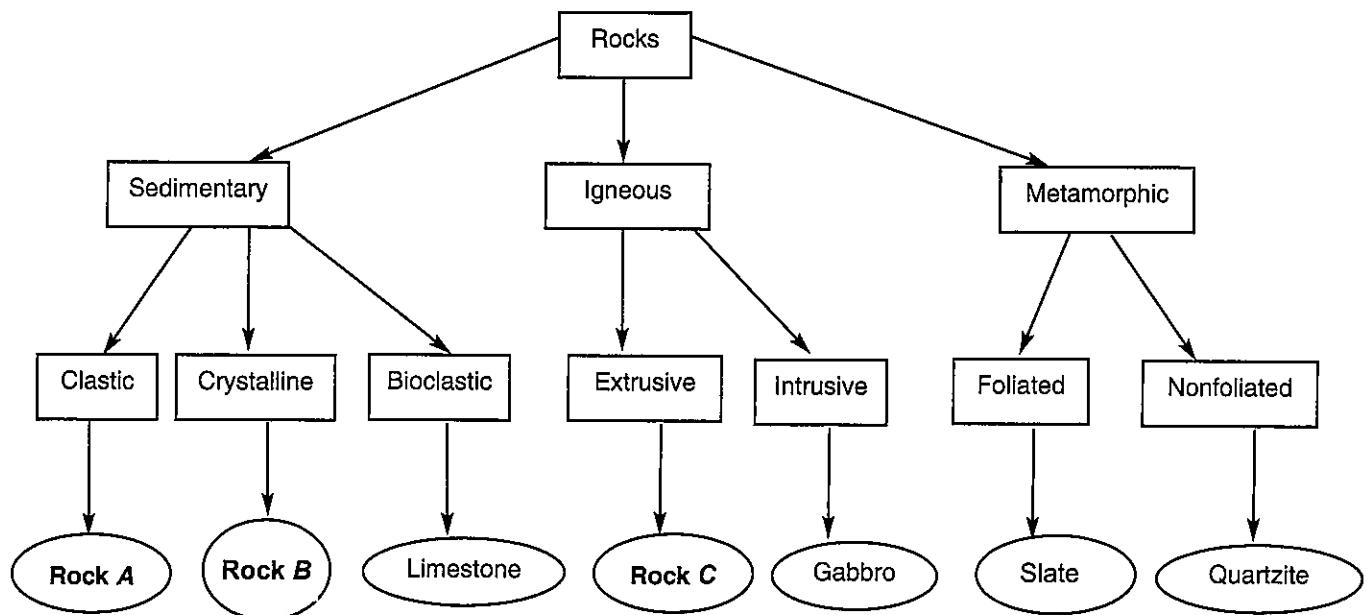 Rocks
Sedimentary
Igneous
Metamorphic
Clastic
Crystalline
Bioclastic
Extrusive
Intrusive
Foliated
Nonfoliated
Rock A
Rock B
Limestone
Rock C
Gabbro
Slate
Quartzite